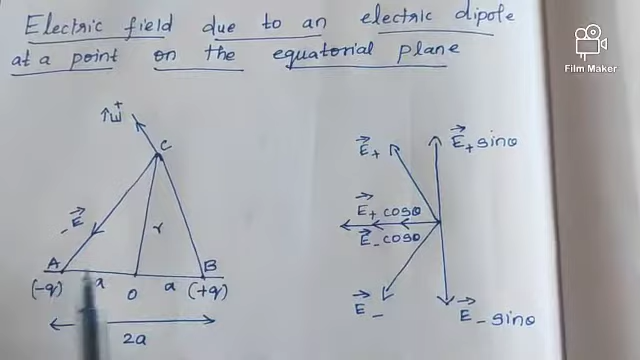 Electric field due to an electric dipole
at a point on the equatorial plane
Film Maker
E+
C
E-
r
A
B
(-q)
a
O
a
(+q)
2a
E+
E+ sinθ
E+ cosθ
E- cosθ
E-
E- sinθ